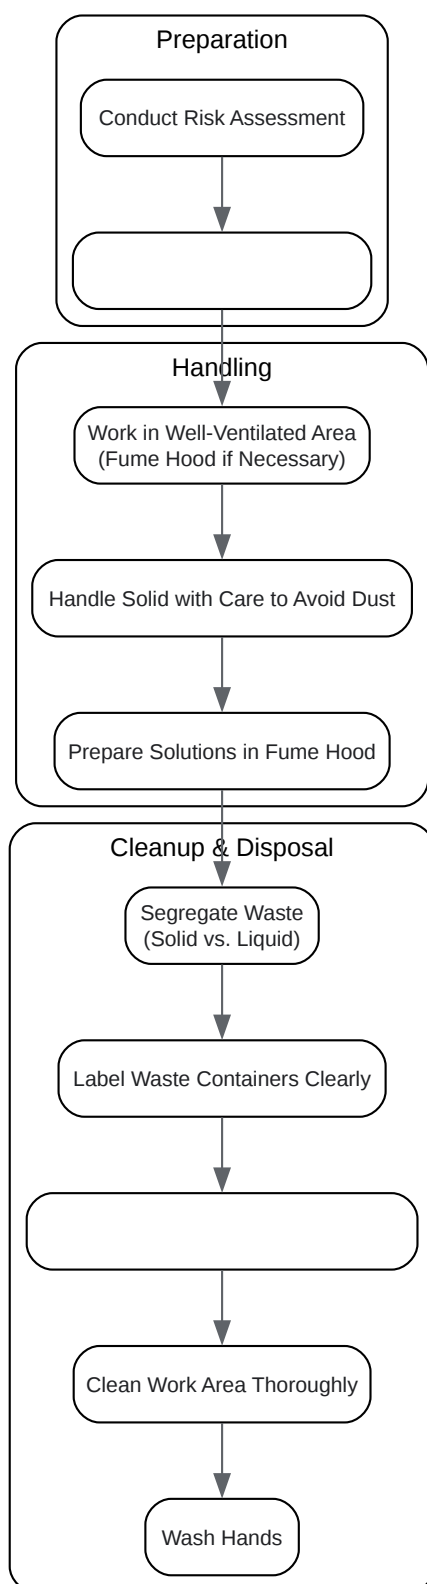 Preparation
Conduct Risk Assessment
Handling
Work in Well-Ventilated Area
(Fume Hood if Necessary)
Handle Solid with Care to Avoid Dust
Prepare Solutions in Fume Hood
Cleanup & Disposal
Segregate Waste
(Solid vs. Liquid)
Label Waste Containers Clearly
Clean Work Area Thoroughly
Wash Hands